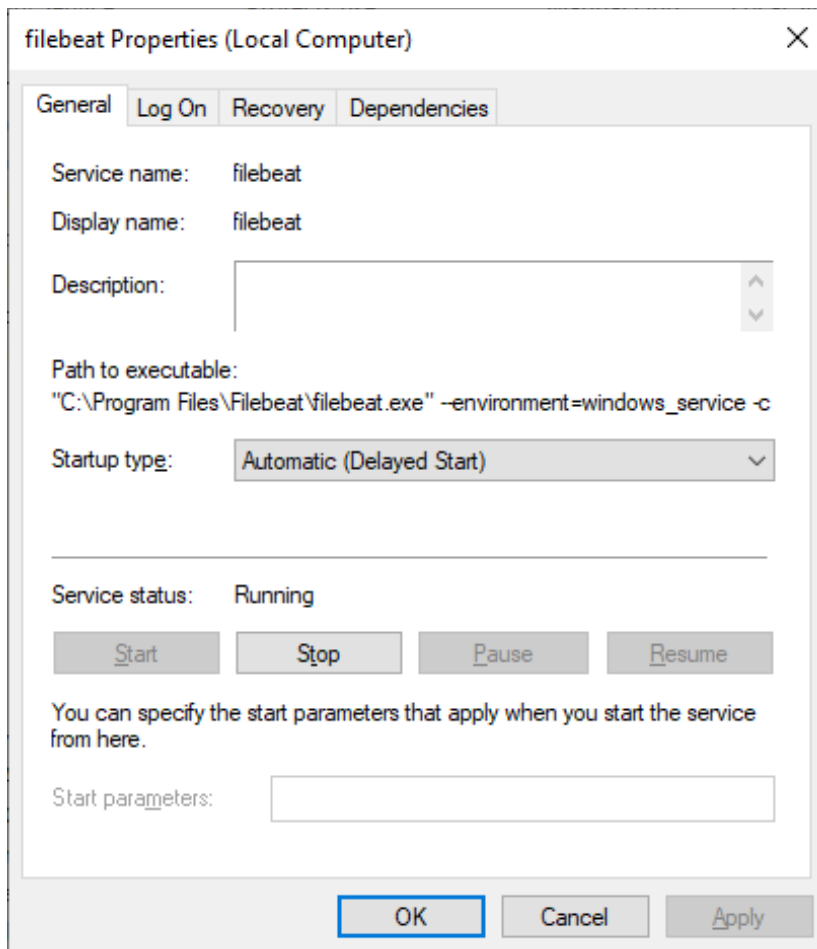 filebeat Properties (Local Computer)
General Log On Recovery Dependencies
Service name: filebeat
Display name: filebeat
Description:
Path to executable:
"C:\Program Files\Filebeat\filebeat.exe" --environment=windows_service -c
Startup type: Automatic (Delayed Start)
Service status: Running
Start Stop Pause Resume
You can specify the start parameters that apply when you start the service
from here.
Start parameters:
OK Cancel Apply